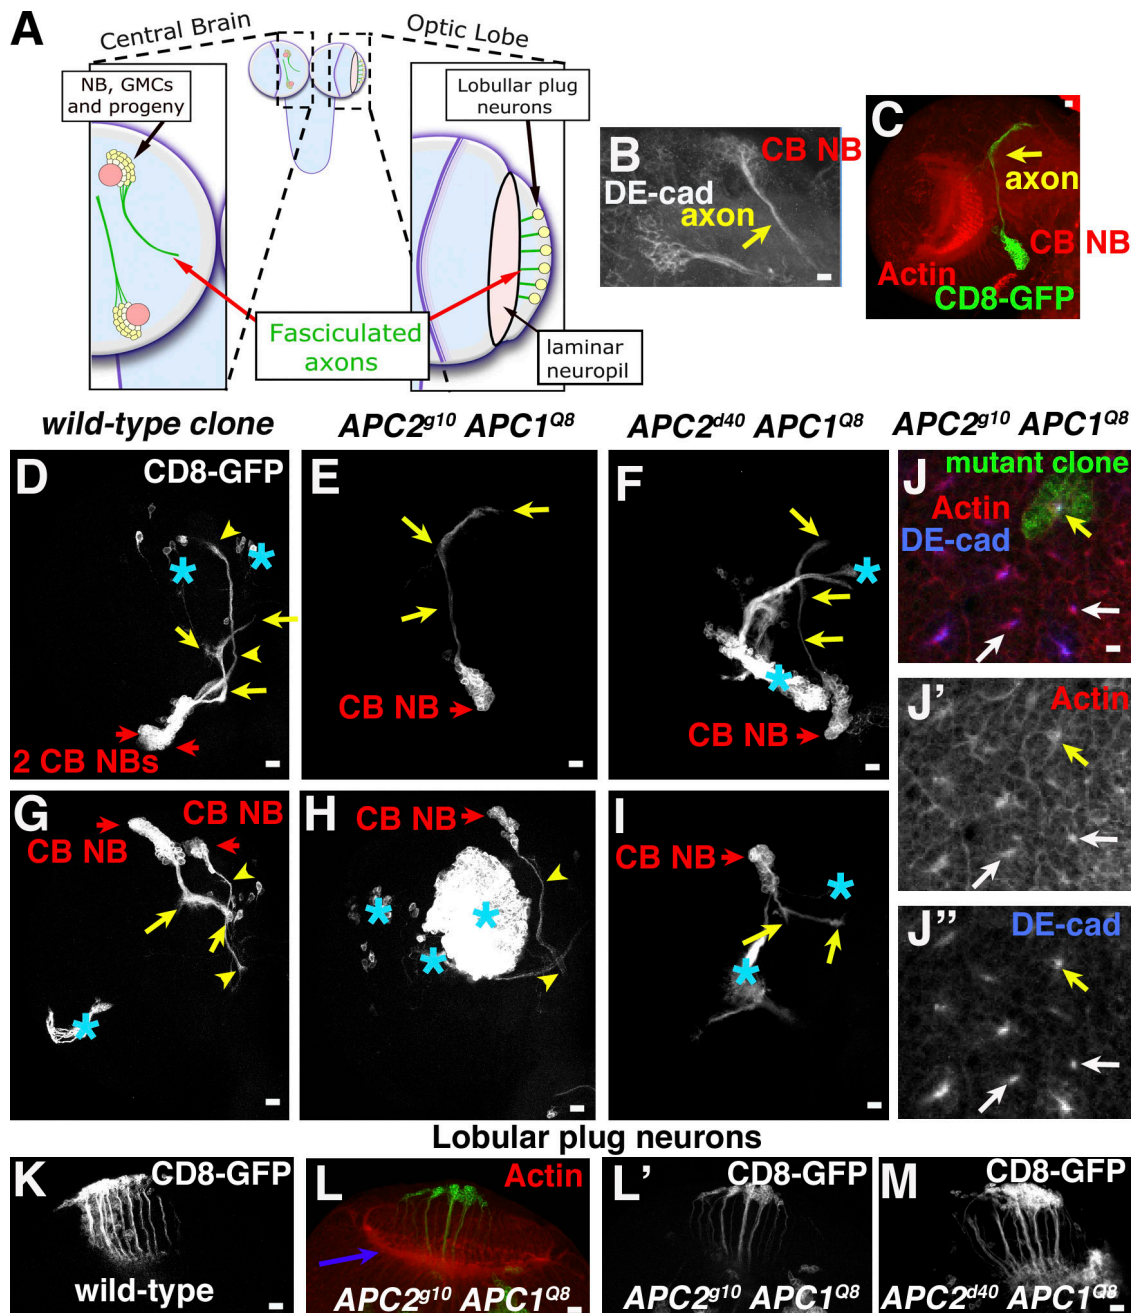 A
Central Brain
Optic Lobe
NB, GMCs
and progeny
Lobullar plug
neurons
Fasciculated
axons
laminar
neuropil
B
CB NB
DE-cad
axon
C
axon
CB NB
Actin
CD8-GFP
wild-type clone
APC2g10 APC1Q8
APC2d40 APC1Q8
APC2g10 APC1Q8
D
CD8-GFP
2 CB NBs
E
CB NB
F
CB NB
J
mutant clone
Actin
DE-cad
J'
Actin
J"
DE-cad
G
CB NB
CB NB
H
CB NB
I
CB NB
Lobular plug neurons
K
CD8-GFP
wild-type
L
Actin
APC2g10 APC1Q8
L'
CD8-GFP
APC2g10 APC1Q8
M
CD8-GFP
APC2d40 APC1Q8